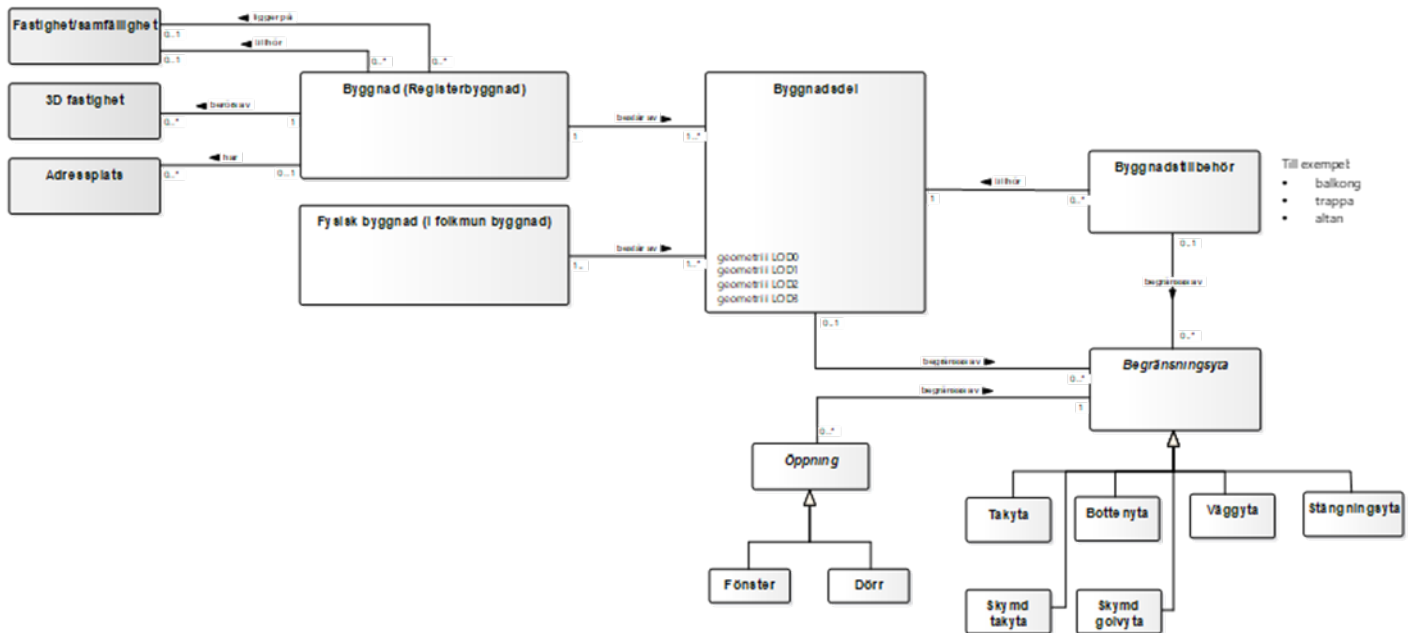 Fastighet/samfällighet
ligger på
0..1
0..*
tillhör
0..1
0..*
3D fastighet
berörs av
0..*
1
Adressplats
har
0..*
0..1
Byggnad (Registerbyggnad)
består av
1
1..*
Fysisk byggnad (i folkmun byggnad)
består av
1..
1..*
Byggnadsdel
geometri i LOD0
geometri i LOD1
geometri i LOD2
geometri i LOD3
tillhör
1
0..*
Byggnadstillbehör
Till exempel:
• balkong
• trappa
• altan
0..1
begränsas av
0..*
0..1
begränsas av
0..*
Begränsningsyta
begränsas av
1
0..*
Öppning
Fönster
Dörr
Takyta
Bottenyta
Väggyta
Stängningsyta
Skymd
takyta
Skymd
golvyta